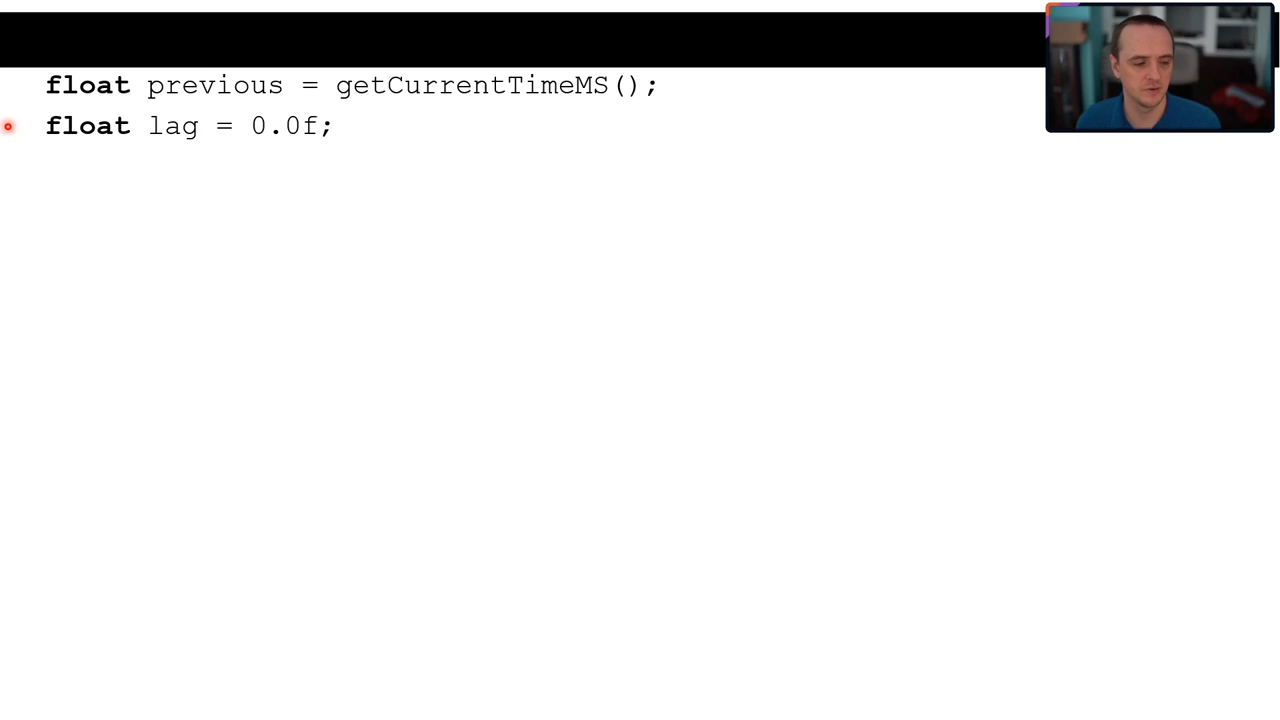 float previous = getCurrentTimeMS();
float lag = 0.0f;